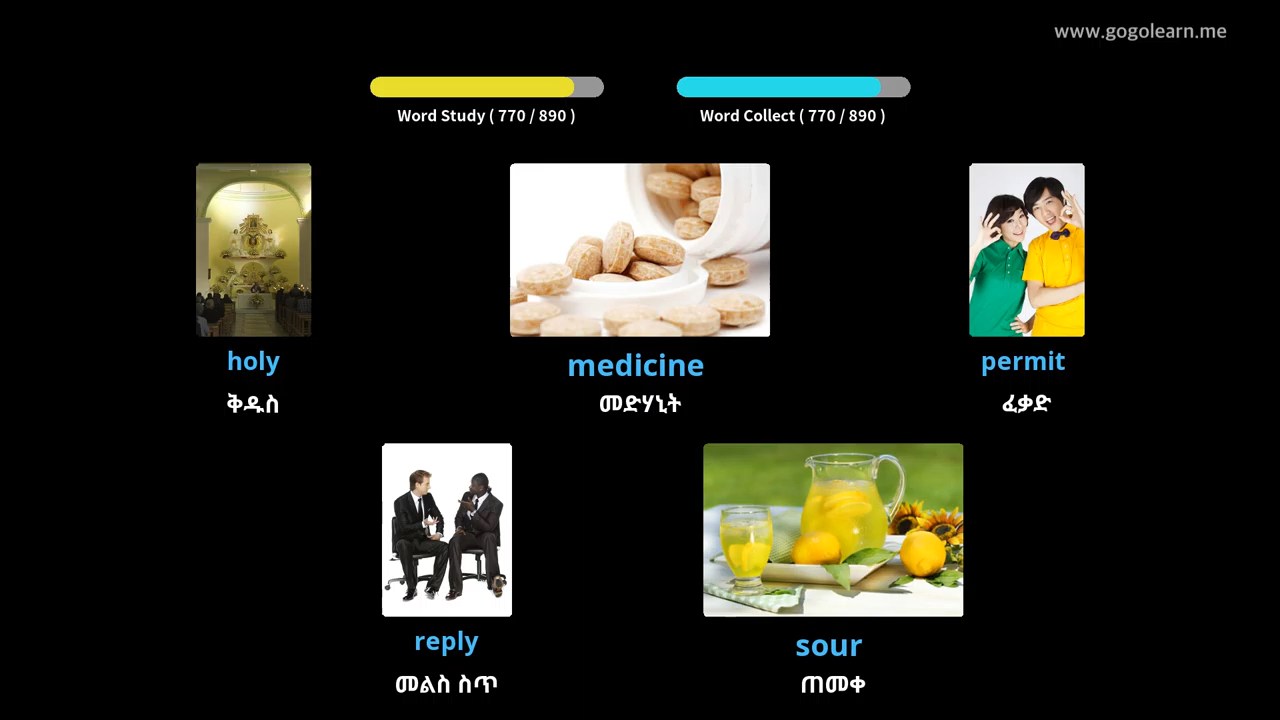 www.gogolearn.me
Word Study ( 770 / 890 )
Word Collect ( 770 / 890 )
holy
medicine
permit
ቅዱስ
መድሃኒት
ፈቃድ
reply
sour
መልስ ስጥ
ጠመቀ